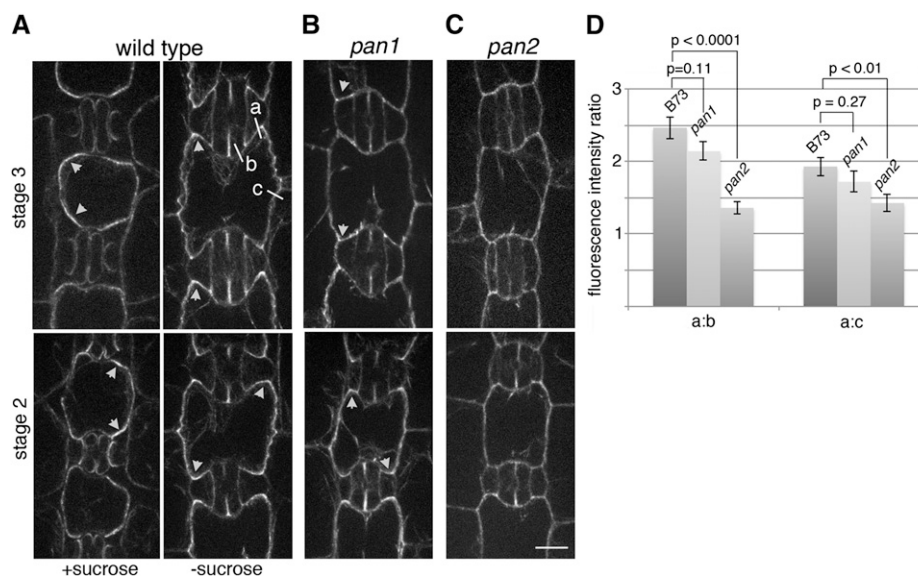 A
B
C
D
wild type
pan1
pan2
stage 3
a
b
c
stage 2
+sucrose
-sucrose
p < 0.0001
p=0.11
p < 0.01
p = 0.27
B73
pan1
pan2
B73
pan1
pan2
fluorescence intensity ratio
3
2
1
a:b
a:c